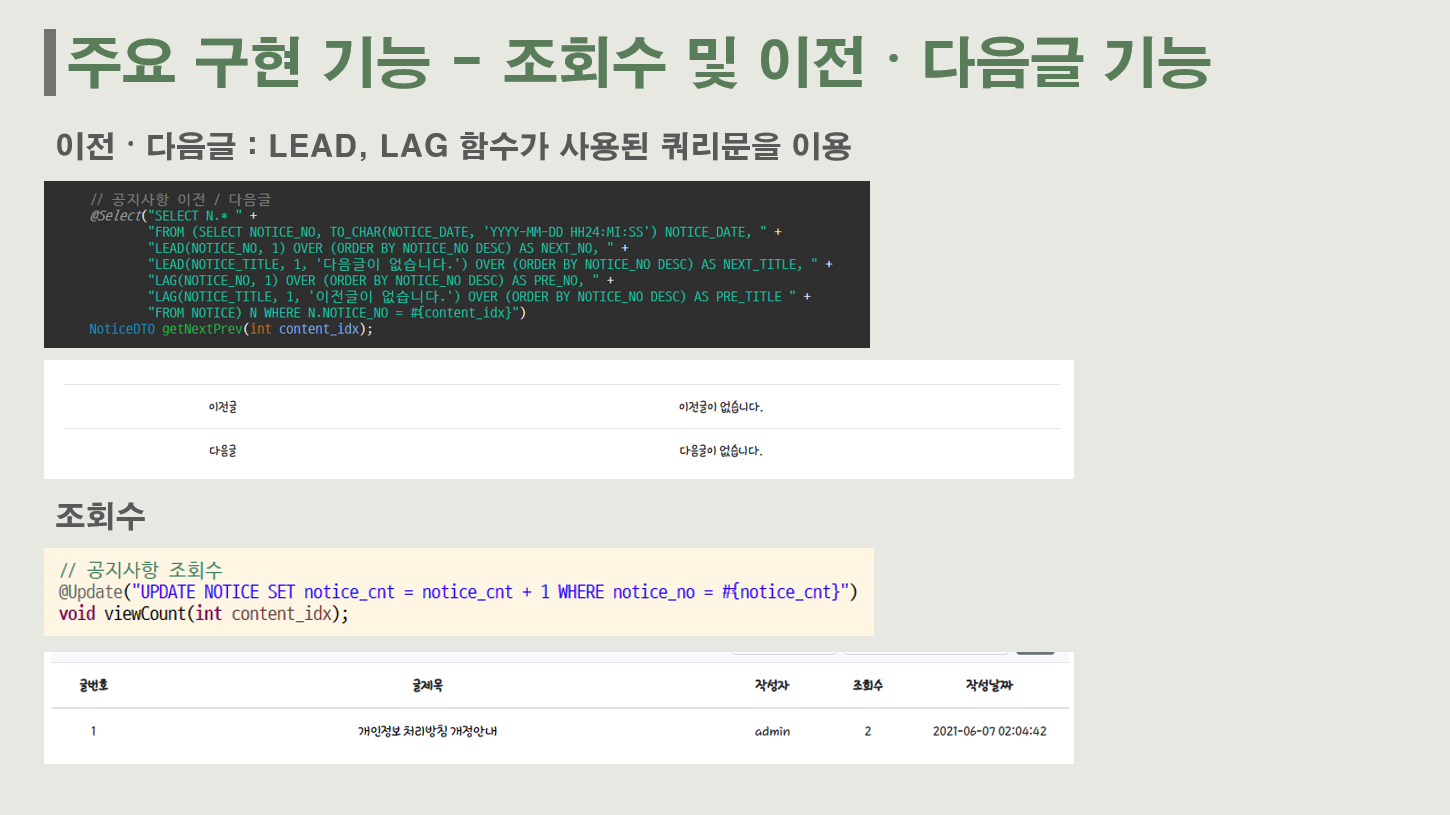 주요 구현 기능 - 조회수 및 이전 · 다음글 기능
이전 · 다음글 : LEAD, LAG 함수가 사용된 쿼리문을 이용
// 공지사항 이전 / 다음글
@Select("SELECT N.* " +
"FROM (SELECT NOTICE_NO, TO_CHAR(NOTICE_DATE, 'YYYY-MM-DD HH24:MI:SS') NOTICE_DATE, " +
"LEAD(NOTICE_NO, 1) OVER (ORDER BY NOTICE_NO DESC) AS NEXT_NO, " +
"LEAD(NOTICE_TITLE, 1, '다음글이 없습니다.') OVER (ORDER BY NOTICE_NO DESC) AS NEXT_TITLE, " +
"LAG(NOTICE_NO, 1) OVER (ORDER BY NOTICE_NO DESC) AS PRE_NO, " +
"LAG(NOTICE_TITLE, 1, '이전글이 없습니다.') OVER (ORDER BY NOTICE_NO DESC) AS PRE_TITLE " +
"FROM NOTICE) N WHERE N.NOTICE_NO = #{content_idx}")
NoticeDTO getNextPrev(int content_idx);
이전글 이전글이 없습니다.
다음글 다음글이 없습니다.
조회수
// 공지사항 조회수
@Update("UPDATE NOTICE SET notice_cnt = notice_cnt + 1 WHERE notice_no = #{notice_cnt}")
void viewCount(int content_idx);
글번호 글제목 작성자 조회수 작성날짜
1 개인정보 처리방침 개정안내 admin 2 2021-06-07 02:04:42